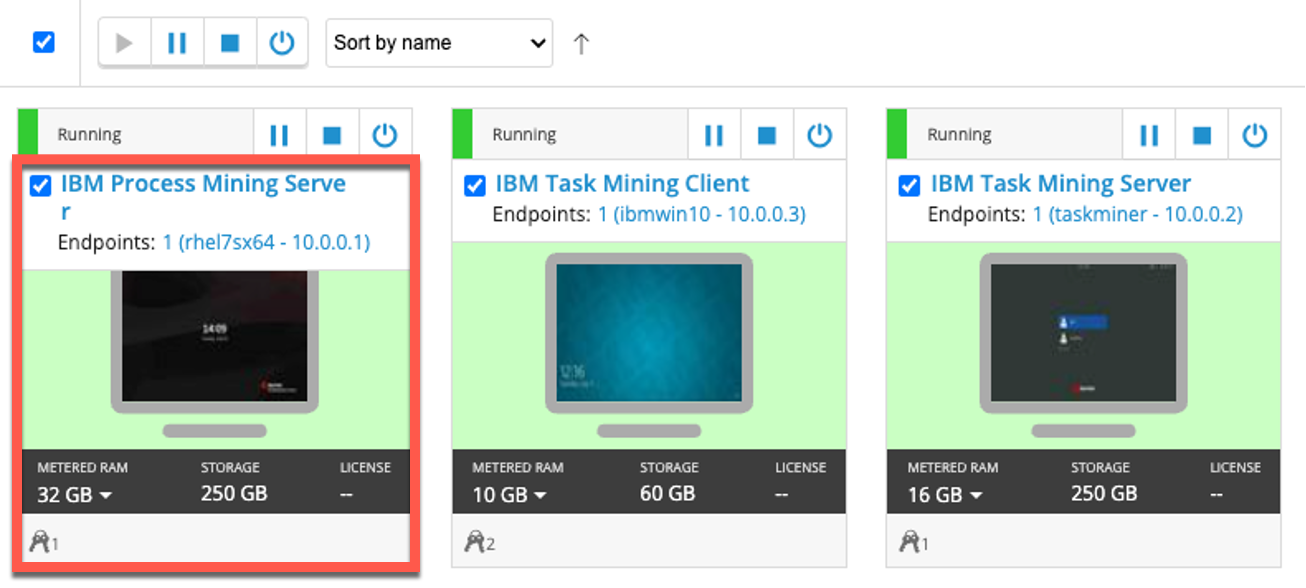 Sort by name
Running
IBM Process Mining Serve
r
Endpoints: 1 (rhel7sx64 - 10.0.0.1)
14:09
METERED RAM STORAGE LICENSE
32 GB 250 GB --
1
Running
IBM Task Mining Client
Endpoints: 1 (ibmwin10 - 10.0.0.3)
12:16
METERED RAM STORAGE LICENSE
10 GB 60 GB --
2
Running
IBM Task Mining Server
Endpoints: 1 (taskminer - 10.0.0.2)
METERED RAM STORAGE LICENSE
16 GB 250 GB --
1